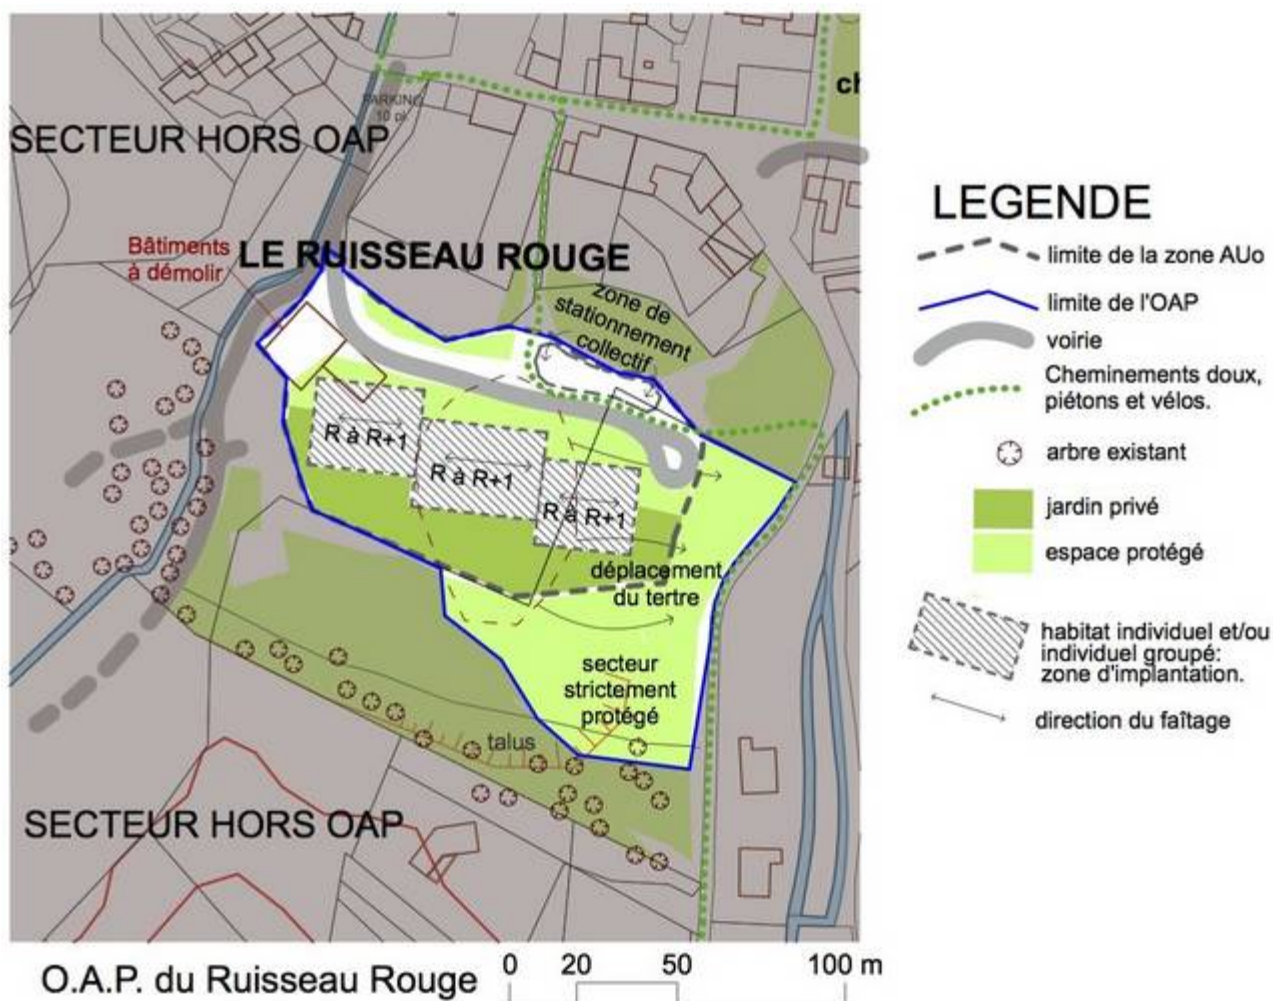 ch
PARKING
10 pl.
SECTEUR HORS OAP
Bâtiments
à démolir
LE RUISSEAU ROUGE
zone de
stationnement
collectif
R à R+1
R à R+1
R à R+1
déplacement
du tertre
secteur
strictement
protégé
talus
SECTEUR HORS OAP
O.A.P. du Ruisseau Rouge
0 20 50 100 m
LEGENDE
limite de la zone AUo
limite de l'OAP
voirie
Cheminements doux,
piétons et vélos.
arbre existant
jardin privé
espace protégé
habitat individuel et/ou
individuel groupé:
zone d'implantation.
direction du faîtage